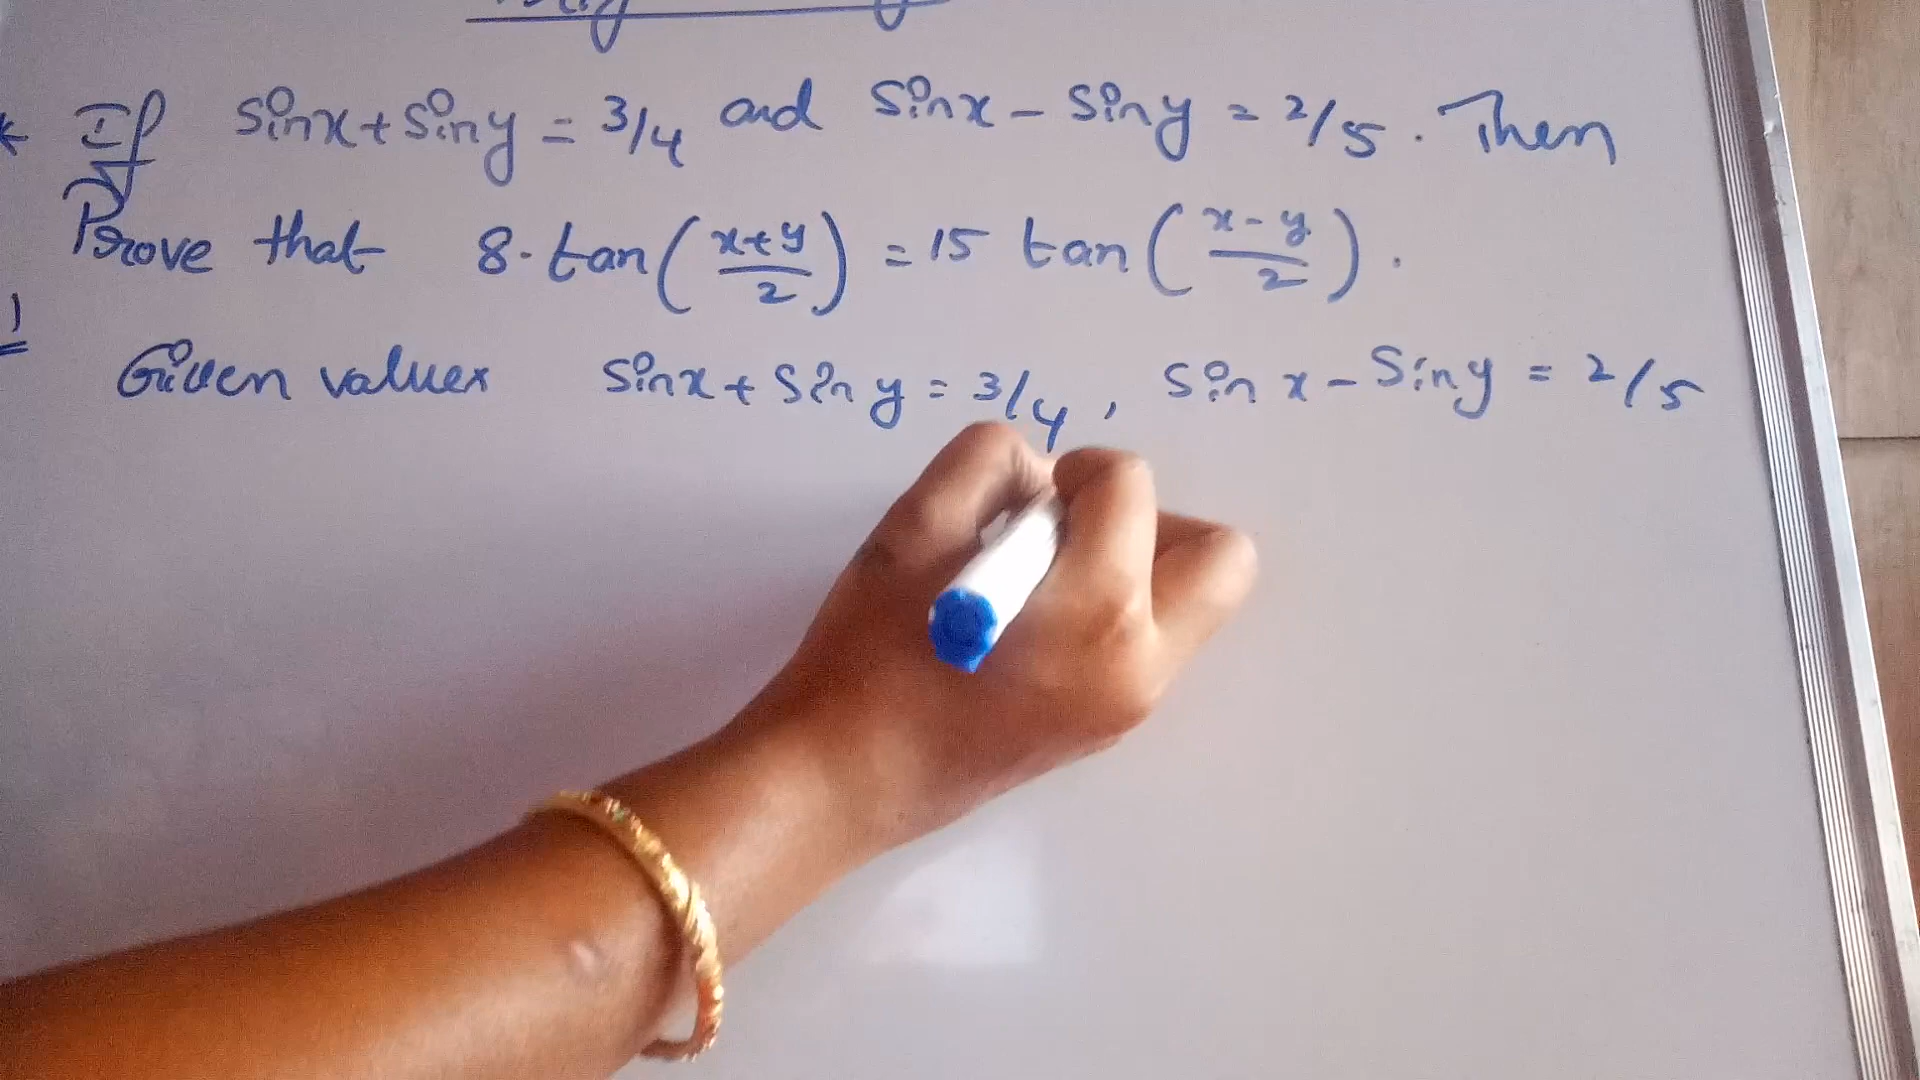 * If sinx + siny = 3/4 and sinx - siny = 2/5. Then
Prove that 8. tan((x+y)/2) = 15 tan((x-y)/2).
Given values sinx + sin y = 3/4, sin x - siny = 2/5